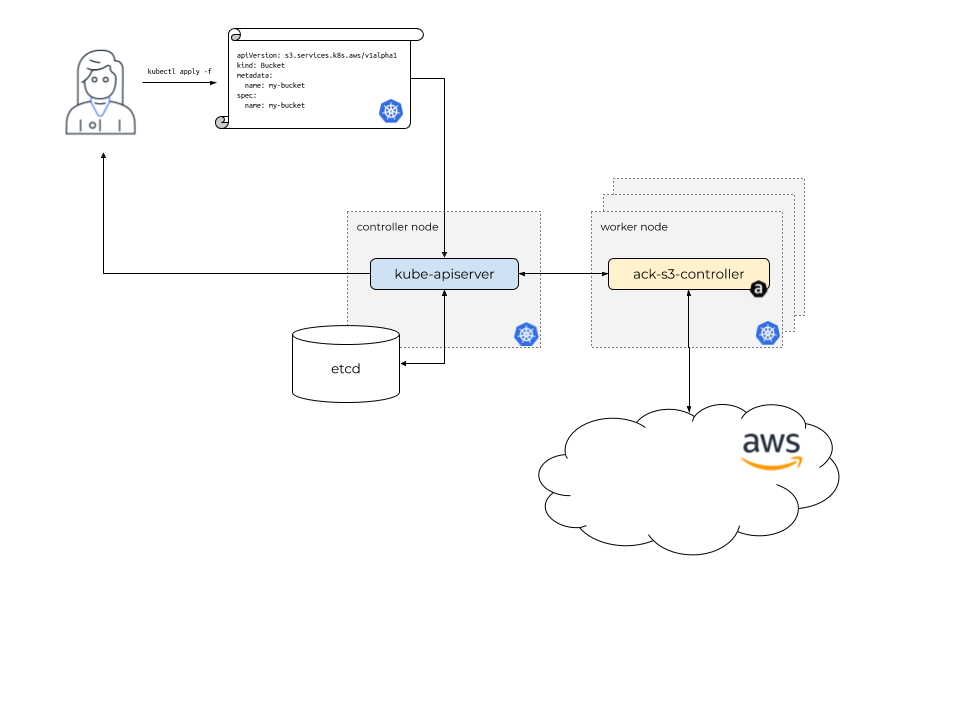 kubectl apply -f
apiVersion: s3.services.k8s.aws/v1alpha1
kind: Bucket
metadata:
  name: my-bucket
spec:
  name: my-bucket
controller node
worker node
kube-apiserver
ack-s3-controller
a
etcd
aws